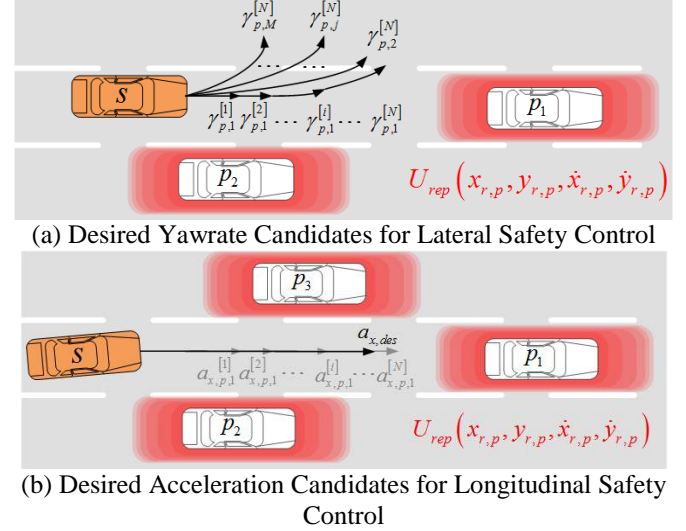 γ_{p,M}^{[N]} γ_{p,j}^{[N]} γ_{p,2}^{[N]}
... ...
s
γ_{p,1}^{[1]} γ_{p,1}^{[2]} ... γ_{p,1}^{[i]} ... γ_{p,1}^{[N]}
p_1
p_2
U_{rep}(x_{r,p}, y_{r,p}, ẋ_{r,p}, ẏ_{r,p})
(a) Desired Yawrate Candidates for Lateral Safety Control
p_3
a_{x,des}
s
a_{x,p,1}^{[1]} a_{x,p,1}^{[2]} ... a_{x,p,1}^{[i]} ... a_{x,p,1}^{[N]}
p_1
p_2
U_{rep}(x_{r,p}, y_{r,p}, ẋ_{r,p}, ẏ_{r,p})
(b) Desired Acceleration Candidates for Longitudinal Safety
Control